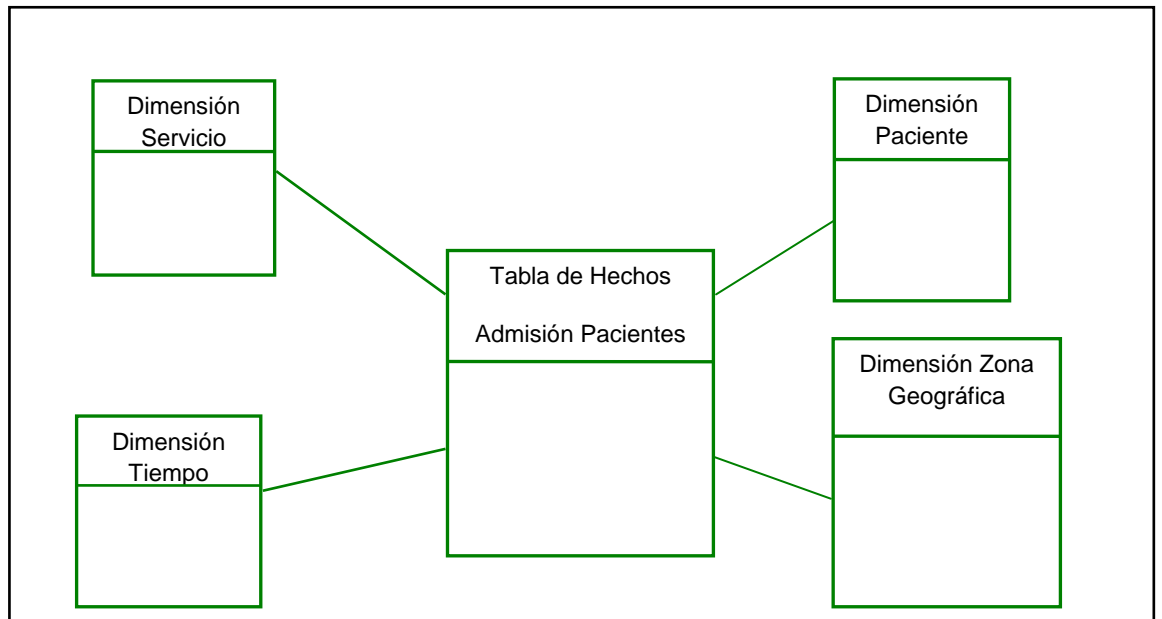 Dimensión
Servicio
Dimensión
Paciente
Tabla de Hechos
Admisión Pacientes
Dimensión Zona
Geográfica
Dimensión
Tiempo